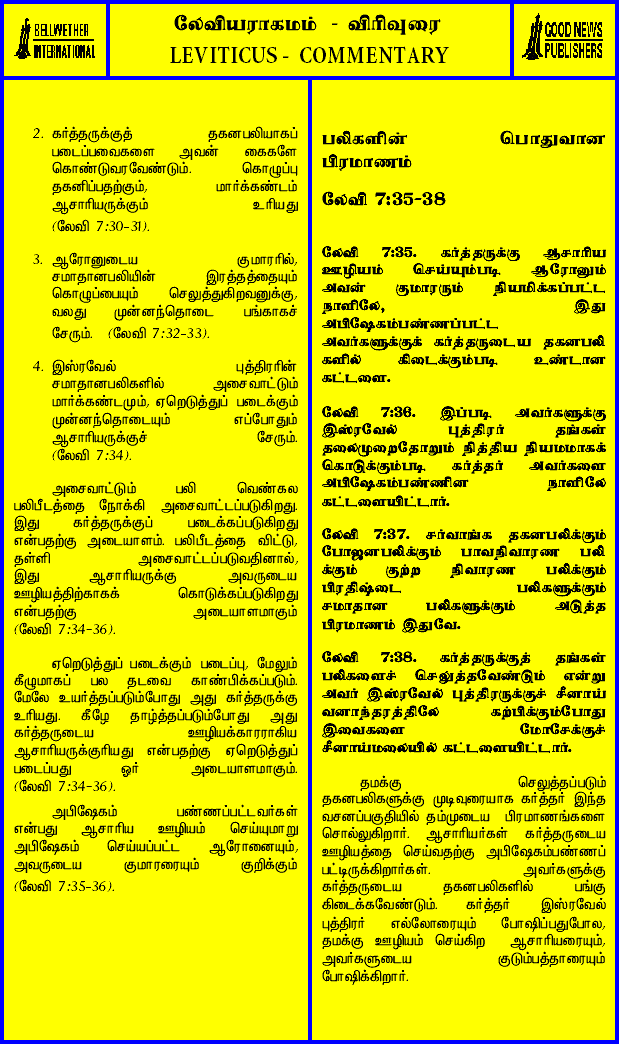 BELLWETHER
INTERNATIONAL
லேவியராகமம் - விரிவுரை
LEVITICUS - COMMENTARY
GOOD NEWS
PUBLISHERS
2. கர்த்தருக்குத் தகனபலியாகப்
படைப்பவைகளை அவன் கைகளே
கொண்டுவரவேண்டும். கொழுப்பு
தகனிப்பதற்கும், மார்க்கண்டம்
ஆசாரியருக்கும் உரியது
(லேவி 7:30-31).
3. ஆரோனுடைய குமாரரில்,
சமாதானபலியின் இரத்தத்தையும்
கொழுப்பையும் செலுத்துகிறவனுக்கு,
வலது முன்னந்தொடை பங்காகச்
சேரும். (லேவி 7:32-33).
4. இஸ்ரவேல் புத்திரரின்
சமாதானபலிகளில் அசைவாட்டும்
மார்க்கண்டமும், ஏறெடுத்துப் படைக்கும்
முன்னந்தொடையும் எப்போதும்
ஆசாரியருக்குச் சேரும்.
(லேவி 7:34).
அசைவாட்டும் பலி வெண்கல
பலிபீடத்தை நோக்கி அசைவாட்டப்படுகிறது.
இது கர்த்தருக்குப் படைக்கப்படுகிறது
என்பதற்கு அடையாளம். பலிபீடத்தை விட்டு,
தள்ளி அசைவாட்டப்படுவதினால்,
இது ஆசாரியருக்கு அவருடைய
ஊழியத்திற்காகக் கொடுக்கப்படுகிறது
என்பதற்கு அடையாளமாகும்
(லேவி 7:34-36).
ஏறெடுத்துப் படைக்கும் படைப்பு, மேலும்
கீழுமாகப் பல தடவை காண்பிக்கப்படும்.
மேலே உயர்த்தப்படும்போது அது கர்த்தருக்கு
உரியது. கீழே தாழ்த்தப்படும்போது அது
கர்த்தருடைய ஊழியக்காரராகிய
ஆசாரியருக்குரியது என்பதற்கு ஏறெடுத்துப்
படைப்பது ஓர் அடையாளமாகும்.
(லேவி 7:34-36).
அபிஷேகம் பண்ணப்பட்டவர்கள்
என்பது ஆசாரிய ஊழியம் செய்யுமாறு
அபிஷேகம் செய்யப்பட்ட ஆரோனையும்,
அவருடைய குமாரரையும் குறிக்கும்
(லேவி 7:35-36).
பலிகளின் பொதுவான
பிரமாணம்
லேவி 7:35-38
லேவி 7:35. கர்த்தருக்கு ஆசாரிய
ஊழியம் செய்யும்படி ஆரோனும்
அவன் குமாரரும் நியமிக்கப்பட்ட
நாளிலே, இது
அபிஷேகம்பண்ணப்பட்ட
அவர்களுக்குக் கர்த்தருடைய தகனபலி
களில் கிடைக்கும்படி உண்டான
கட்டளை.
லேவி 7:36. இப்படி அவர்களுக்கு
இஸ்ரவேல் புத்திரர் தங்கள்
தலைமுறைதோறும் நித்திய நியமமாகக்
கொடுக்கும்படி கர்த்தர் அவர்களை
அபிஷேகம்பண்ணின நாளிலே
கட்டளையிட்டார்.
லேவி 7:37. சர்வாங்க தகனபலிக்கும்
போஜனபலிக்கும் பாவநிவாரண பலி
க்கும் குற்ற நிவாரண பலிக்கும்
பிரதிஷ்டை பலிகளுக்கும்
சமாதான பலிகளுக்கும் அடுத்த
பிரமாணம் இதுவே.
லேவி 7:38. கர்த்தருக்குத் தங்கள்
பலிகளைச் செலுத்தவேண்டும் என்று
அவர் இஸ்ரவேல் புத்திரருக்குச் சீனாய்
வனாந்தரத்திலே கற்பிக்கும்போது
இவைகளை மோசேக்குச்
சீனாய்மலையில் கட்டளையிட்டார்.
தமக்கு செலுத்தப்படும்
தகனபலிகளுக்கு முடிவுரையாக கர்த்தர் இந்த
வசனப்பகுதியில் தம்முடைய பிரமாணங்களை
சொல்லுகிறார். ஆசாரியர்கள் கர்த்தருடைய
ஊழியத்தை செய்வதற்கு அபிஷேகம்பண்ணப்
பட்டிருக்கிறார்கள். அவர்களுக்கு
கர்த்தருடைய தகனபலிகளில் பங்கு
கிடைக்கவேண்டும். கர்த்தர் இஸ்ரவேல்
புத்திரர் எல்லோரையும் போஷிப்பதுபோல,
தமக்கு ஊழியம் செய்கிற ஆசாரியரையும்,
அவர்களுடைய குடும்பத்தாரையும்
போஷிக்கிறார்.